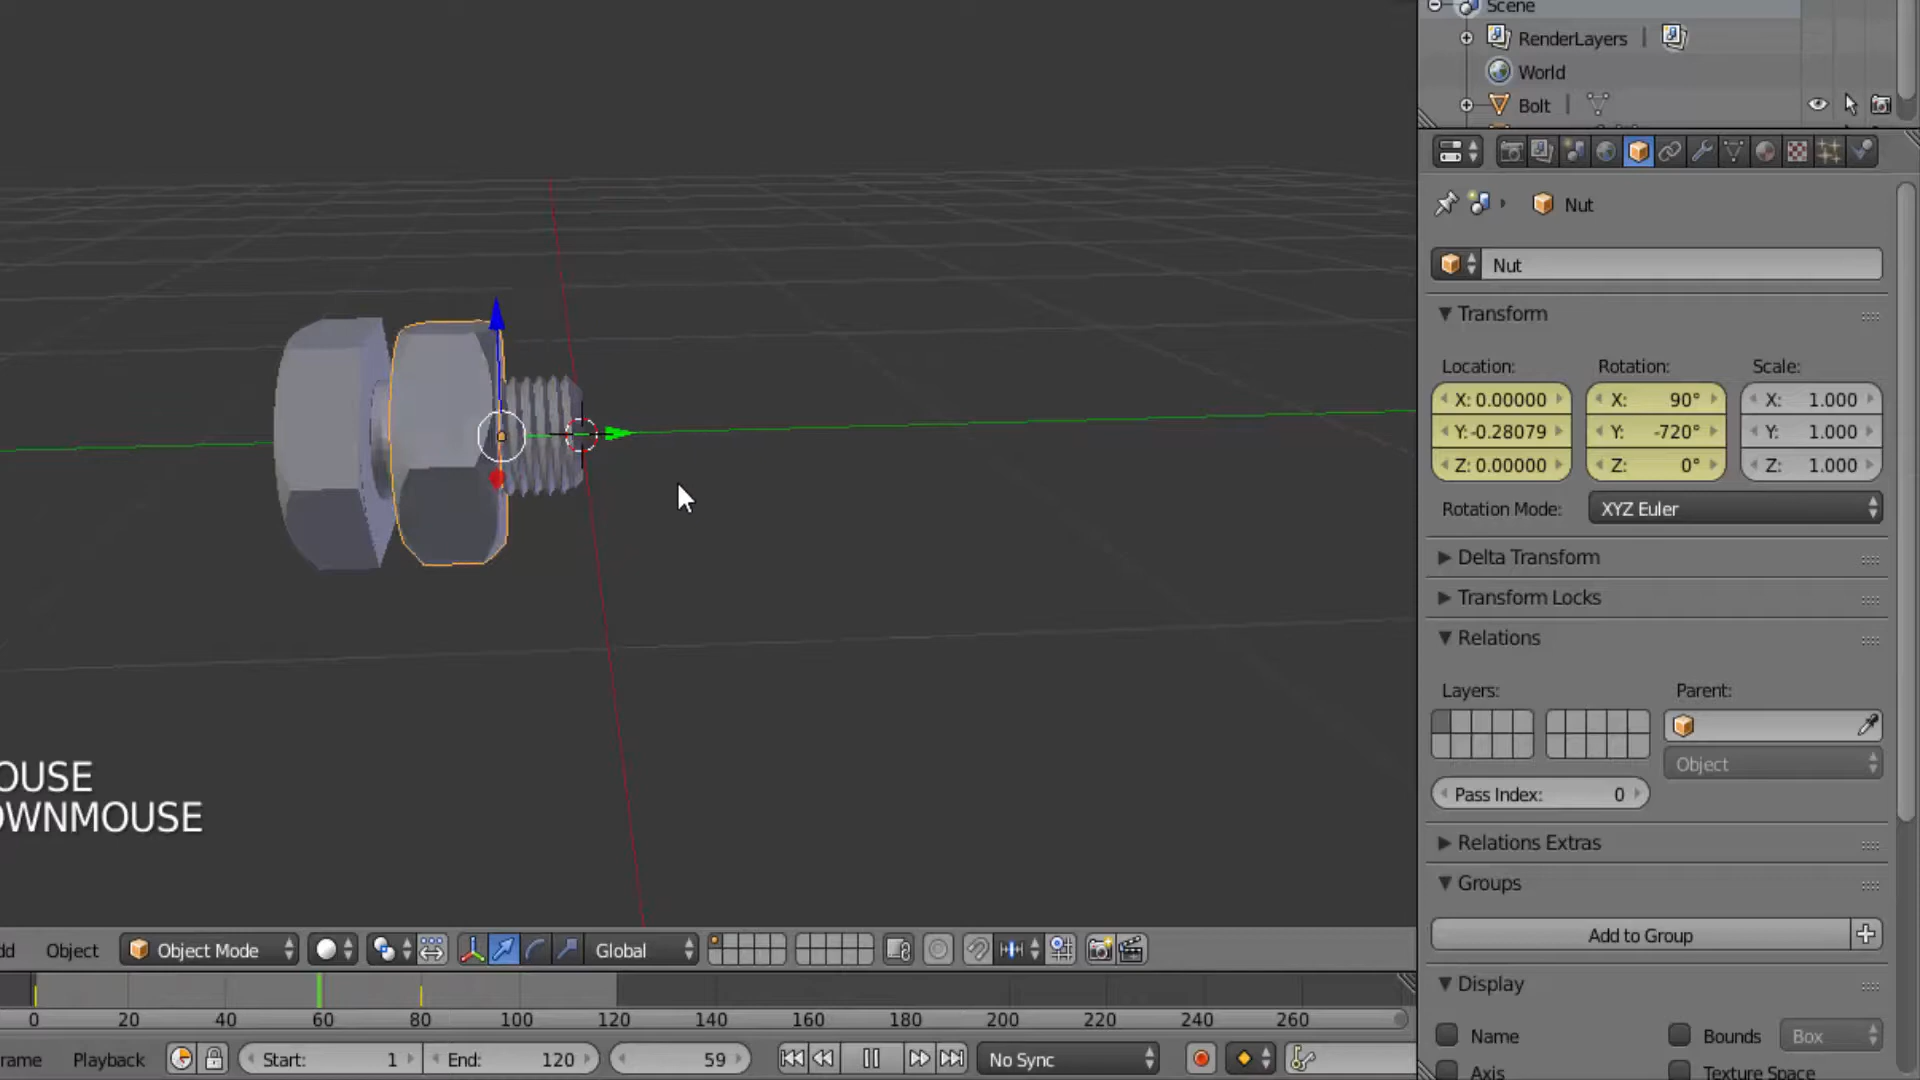 Scene
RenderLayers
World
Bolt
Nut
Nut
Transform
Location: Rotation: Scale:
X: 0.00000 X: 90° X: 1.000
Y:-0.28079 Y: -720° Y: 1.000
Z: 0.00000 Z: 0° Z: 1.000
Rotation Mode: XYZ Euler
Delta Transform
Transform Locks
Relations
Layers: Parent:
Object
Pass Index: 0
Relations Extras
Groups
Add to Group
Display
Name Bounds Box
Axis Texture Space
OUSE
OWNMOUSE
dd Object Object Mode Global
0 20 40 60 80 100 120 140 160 180 200 220 240 260
rame Playback Start: 1 End: 120 59 No Sync